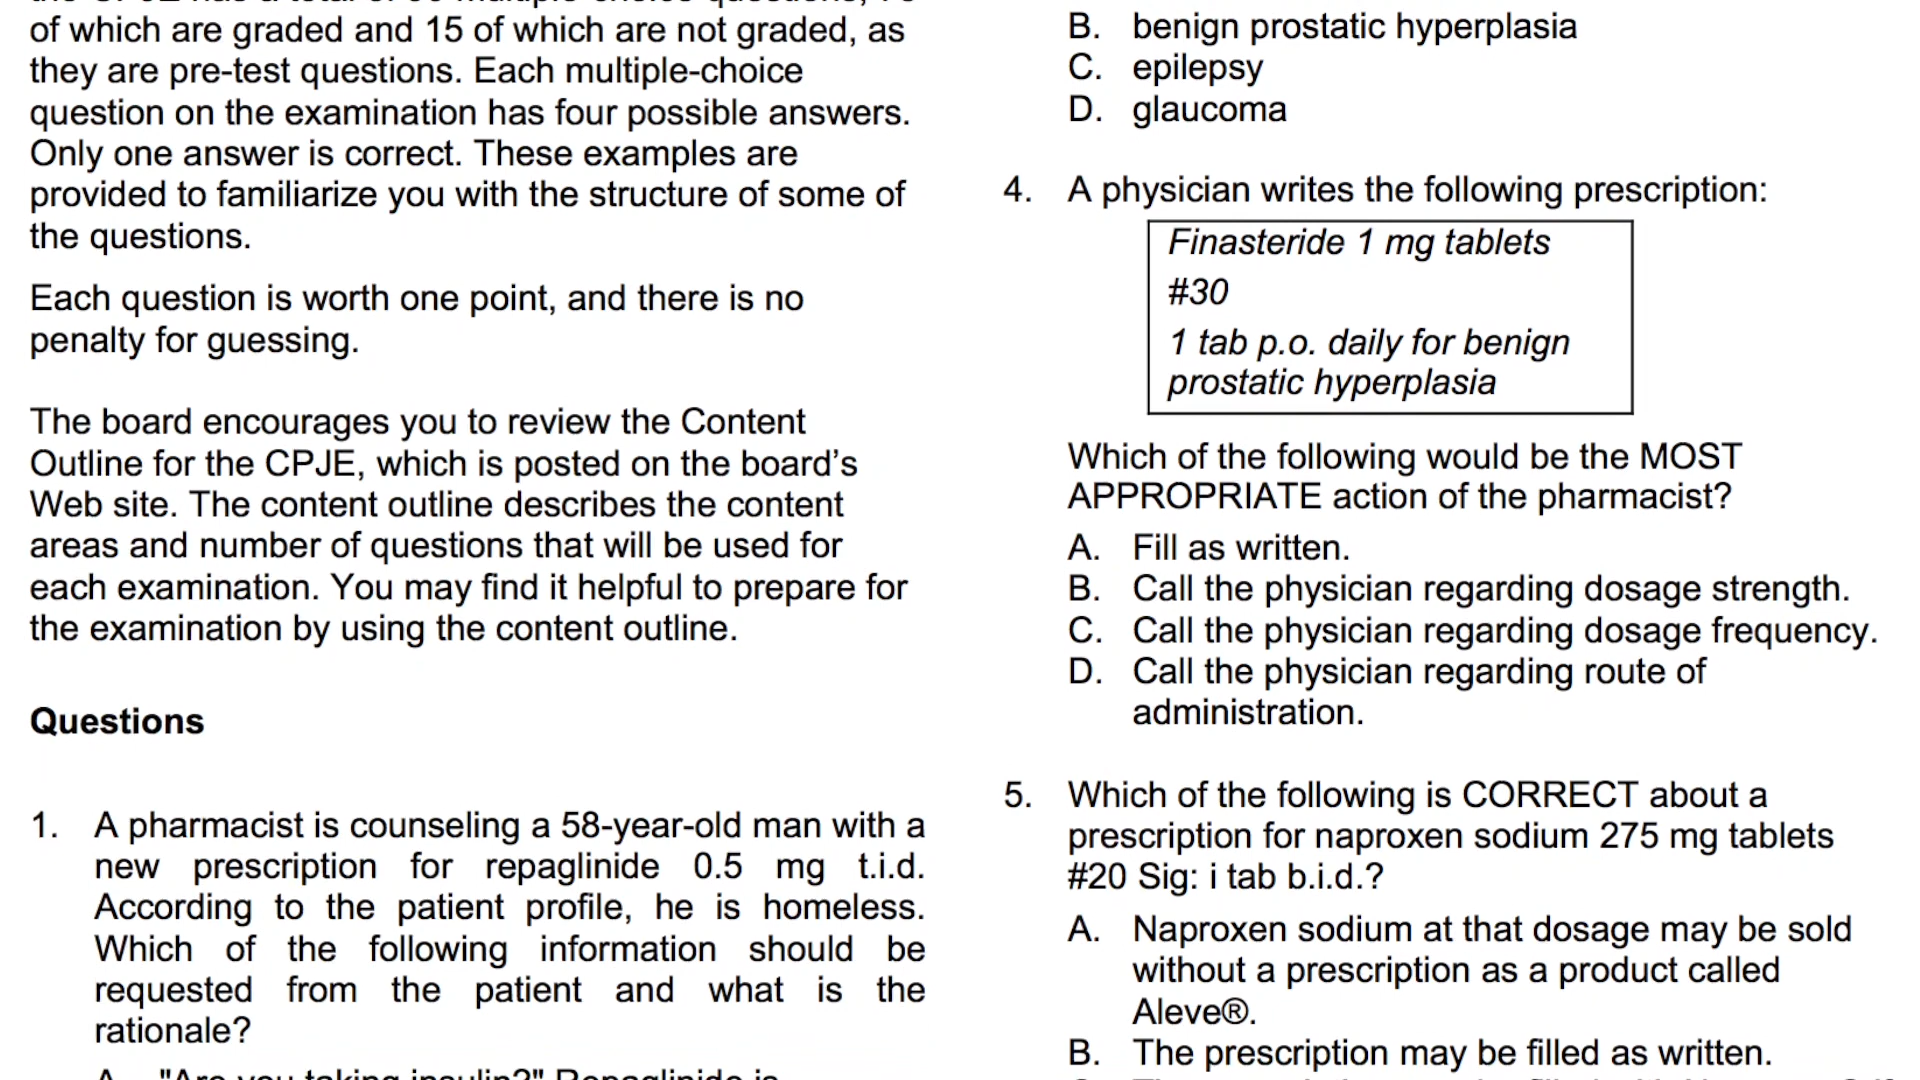 of which are graded and 15 of which are not graded, as
they are pre-test questions. Each multiple-choice
question on the examination has four possible answers.
Only one answer is correct. These examples are
provided to familiarize you with the structure of some of
the questions.
Each question is worth one point, and there is no
penalty for guessing.
The board encourages you to review the Content
Outline for the CPJE, which is posted on the board’s
Web site. The content outline describes the content
areas and number of questions that will be used for
each examination. You may find it helpful to prepare for
the examination by using the content outline.
Questions
1. A pharmacist is counseling a 58-year-old man with a
new prescription for repaglinide 0.5 mg t.i.d.
According to the patient profile, he is homeless.
Which of the following information should be
requested from the patient and what is the
rationale?
A. "Are you taking insulin?" Repaglinide is
B. benign prostatic hyperplasia
C. epilepsy
D. glaucoma
4. A physician writes the following prescription:
Finasteride 1 mg tablets
#30
1 tab p.o. daily for benign
prostatic hyperplasia
Which of the following would be the MOST
APPROPRIATE action of the pharmacist?
A. Fill as written.
B. Call the physician regarding dosage strength.
C. Call the physician regarding dosage frequency.
D. Call the physician regarding route of
administration.
5. Which of the following is CORRECT about a
prescription for naproxen sodium 275 mg tablets
#20 Sig: i tab b.i.d.?
A. Naproxen sodium at that dosage may be sold
without a prescription as a product called
Aleve®.
B. The prescription may be filled as written.